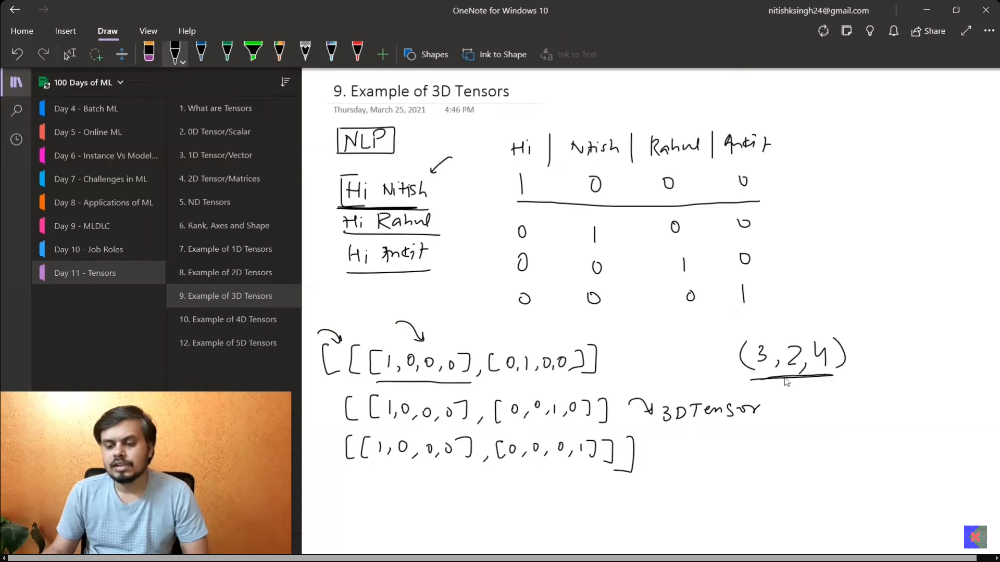 OneNote for Windows 10
nitishksingh24@gmail.com
Home Insert Draw View Help
Share
Shapes Ink to Shape Ink to Text
100 Days of ML
Day 4 - Batch ML
Day 5 - Online ML
Day 6 - Instance Vs Model...
Day 7 - Challenges in ML
Day 8 - Applications of ML
Day 9 - MLDLC
Day 10 - Job Roles
Day 11 - Tensors
1. What are Tensors
2. 0D Tensor/Scalar
3. 1D Tensor/Vector
4. 2D Tensor/Matrices
5. ND Tensors
6. Rank, Axes and Shape
7. Example of 1D Tensors
8. Example of 2D Tensors
9. Example of 3D Tensors
10. Example of 4D Tensors
12. Example of 5D Tensors
9. Example of 3D Tensors
Thursday, March 25, 2021 4:46 PM
NLP
Hi Nitish
Hi Rahul
Hi Ankit
Hi | Nitish | Rahul | Ankit
1 0 0 0
0 1 0 0
0 0 1 0
0 0 0 1
[[[1,0,0,0],[0,1,0,0]]
[[1,0,0,0],[0,0,1,0]]
[[1,0,0,0],[0,0,0,1]]]
(3,2,4)
3D Tensor